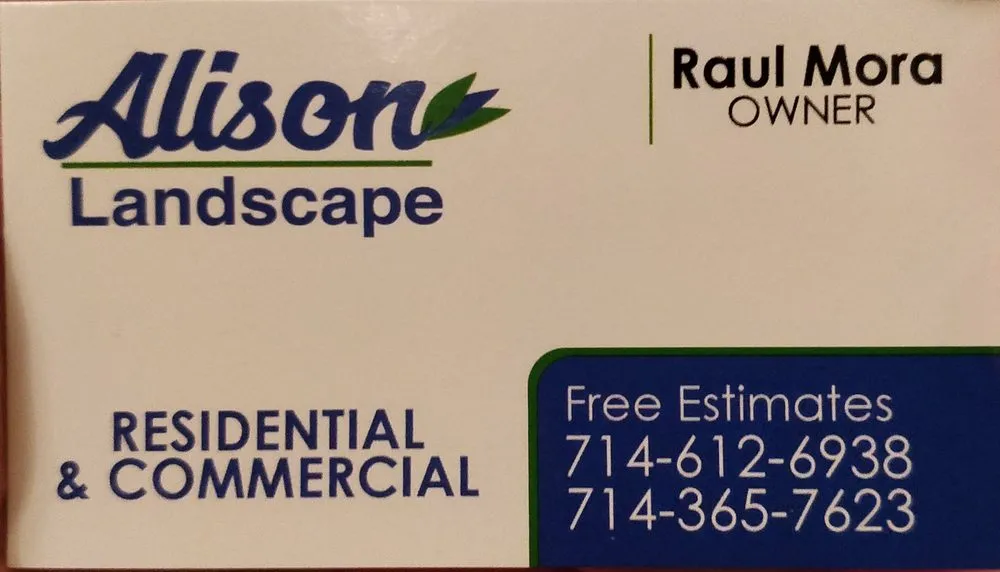 Alison
Landscape
Raul Mora
OWNER
RESIDENTIAL
& COMMERCIAL
Free Estimates
714-612-6938
714-365-7623